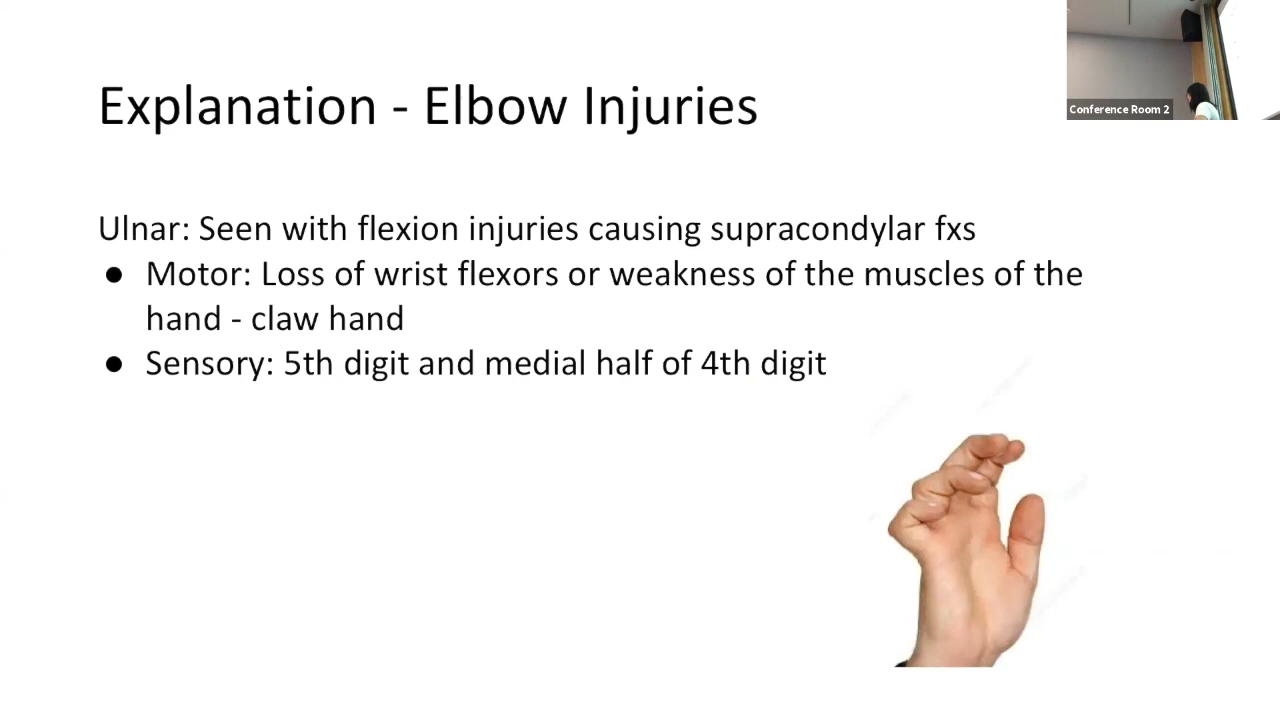 Conference Room 2
Explanation - Elbow Injuries
Ulnar: Seen with flexion injuries causing supracondylar fxs
● Motor: Loss of wrist flexors or weakness of the muscles of the
hand - claw hand
● Sensory: 5th digit and medial half of 4th digit